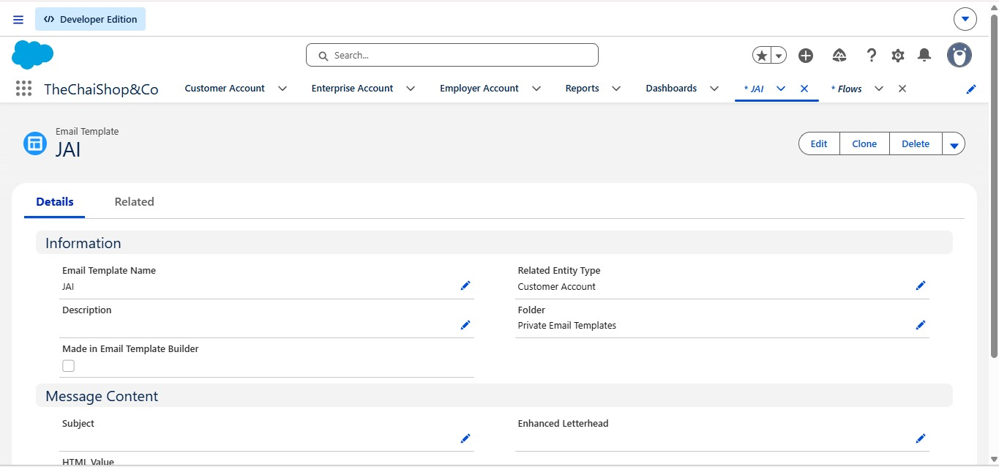 Developer Edition
Search...
TheChaiShop&Co Customer Account Enterprise Account Employer Account Reports Dashboards * JAI * Flows
Email Template
JAI
Edit Clone Delete
Details Related
Information
Email Template Name Related Entity Type
JAI Customer Account
Description Folder
Private Email Templates
Made in Email Template Builder
Message Content
Subject Enhanced Letterhead
HTML Value